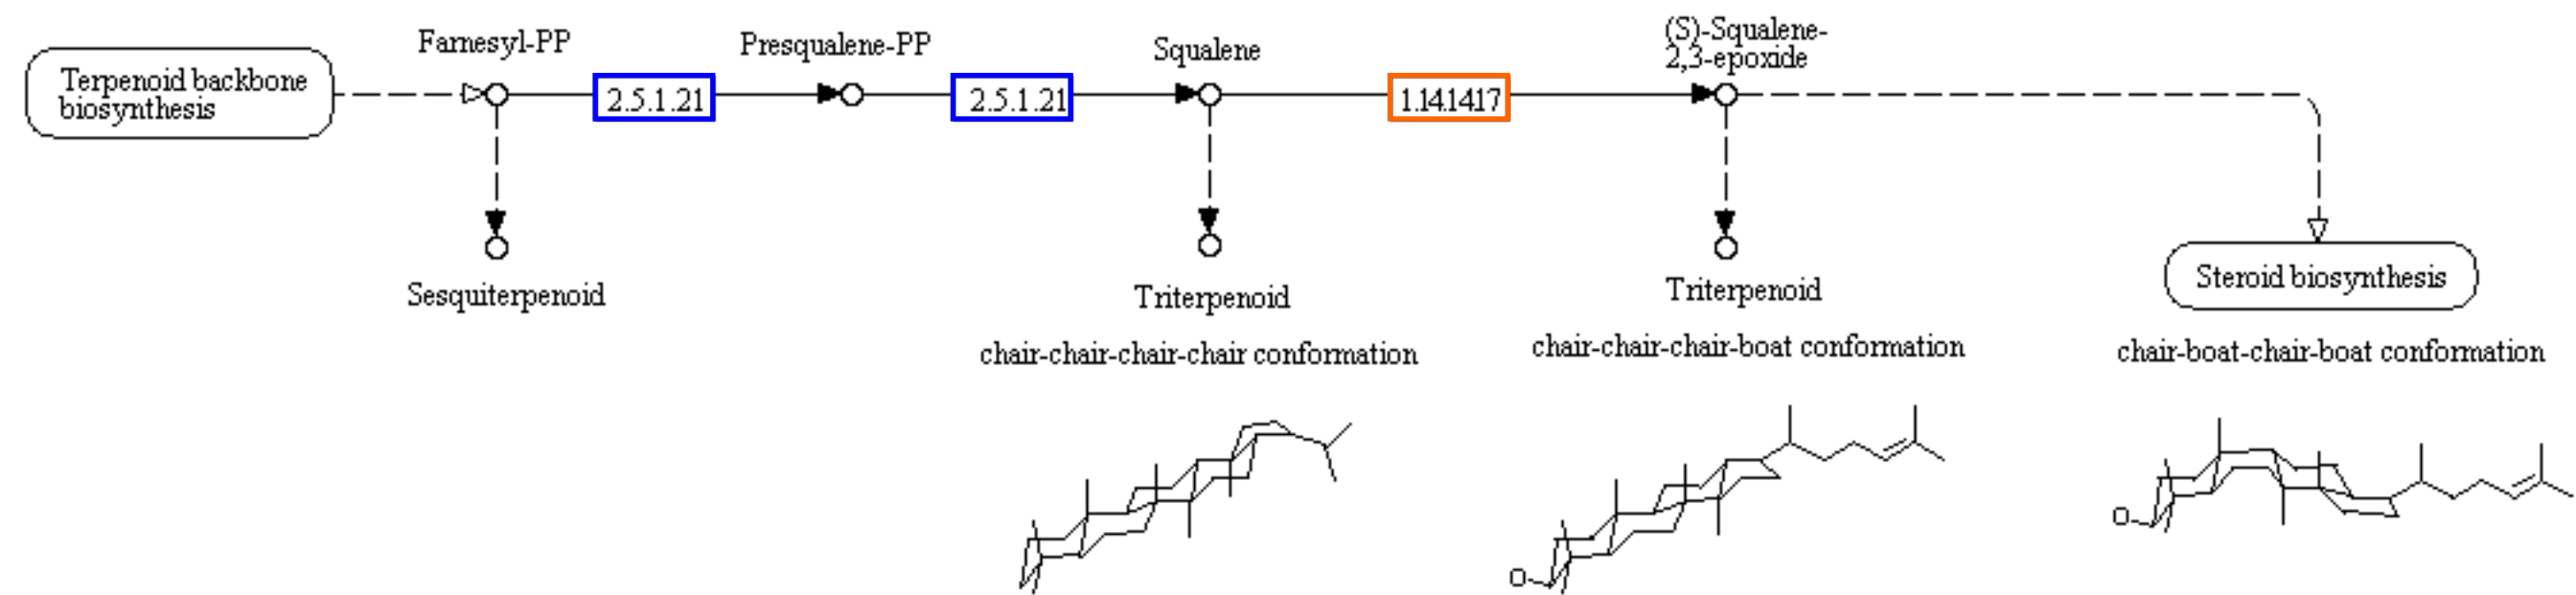 Terpenoid backbone
biosynthesis
Farnesyl-PP
2.5.1.21
Presqualene-PP
2.5.1.21
Squalene
1.14.14.17
(S)-Squalene-
2,3-epoxide
Sesquiterpenoid
Triterpenoid
chair-chair-chair-chair conformation
Triterpenoid
chair-chair-chair-boat conformation
Steroid biosynthesis
chair-boat-chair-boat conformation
O
O